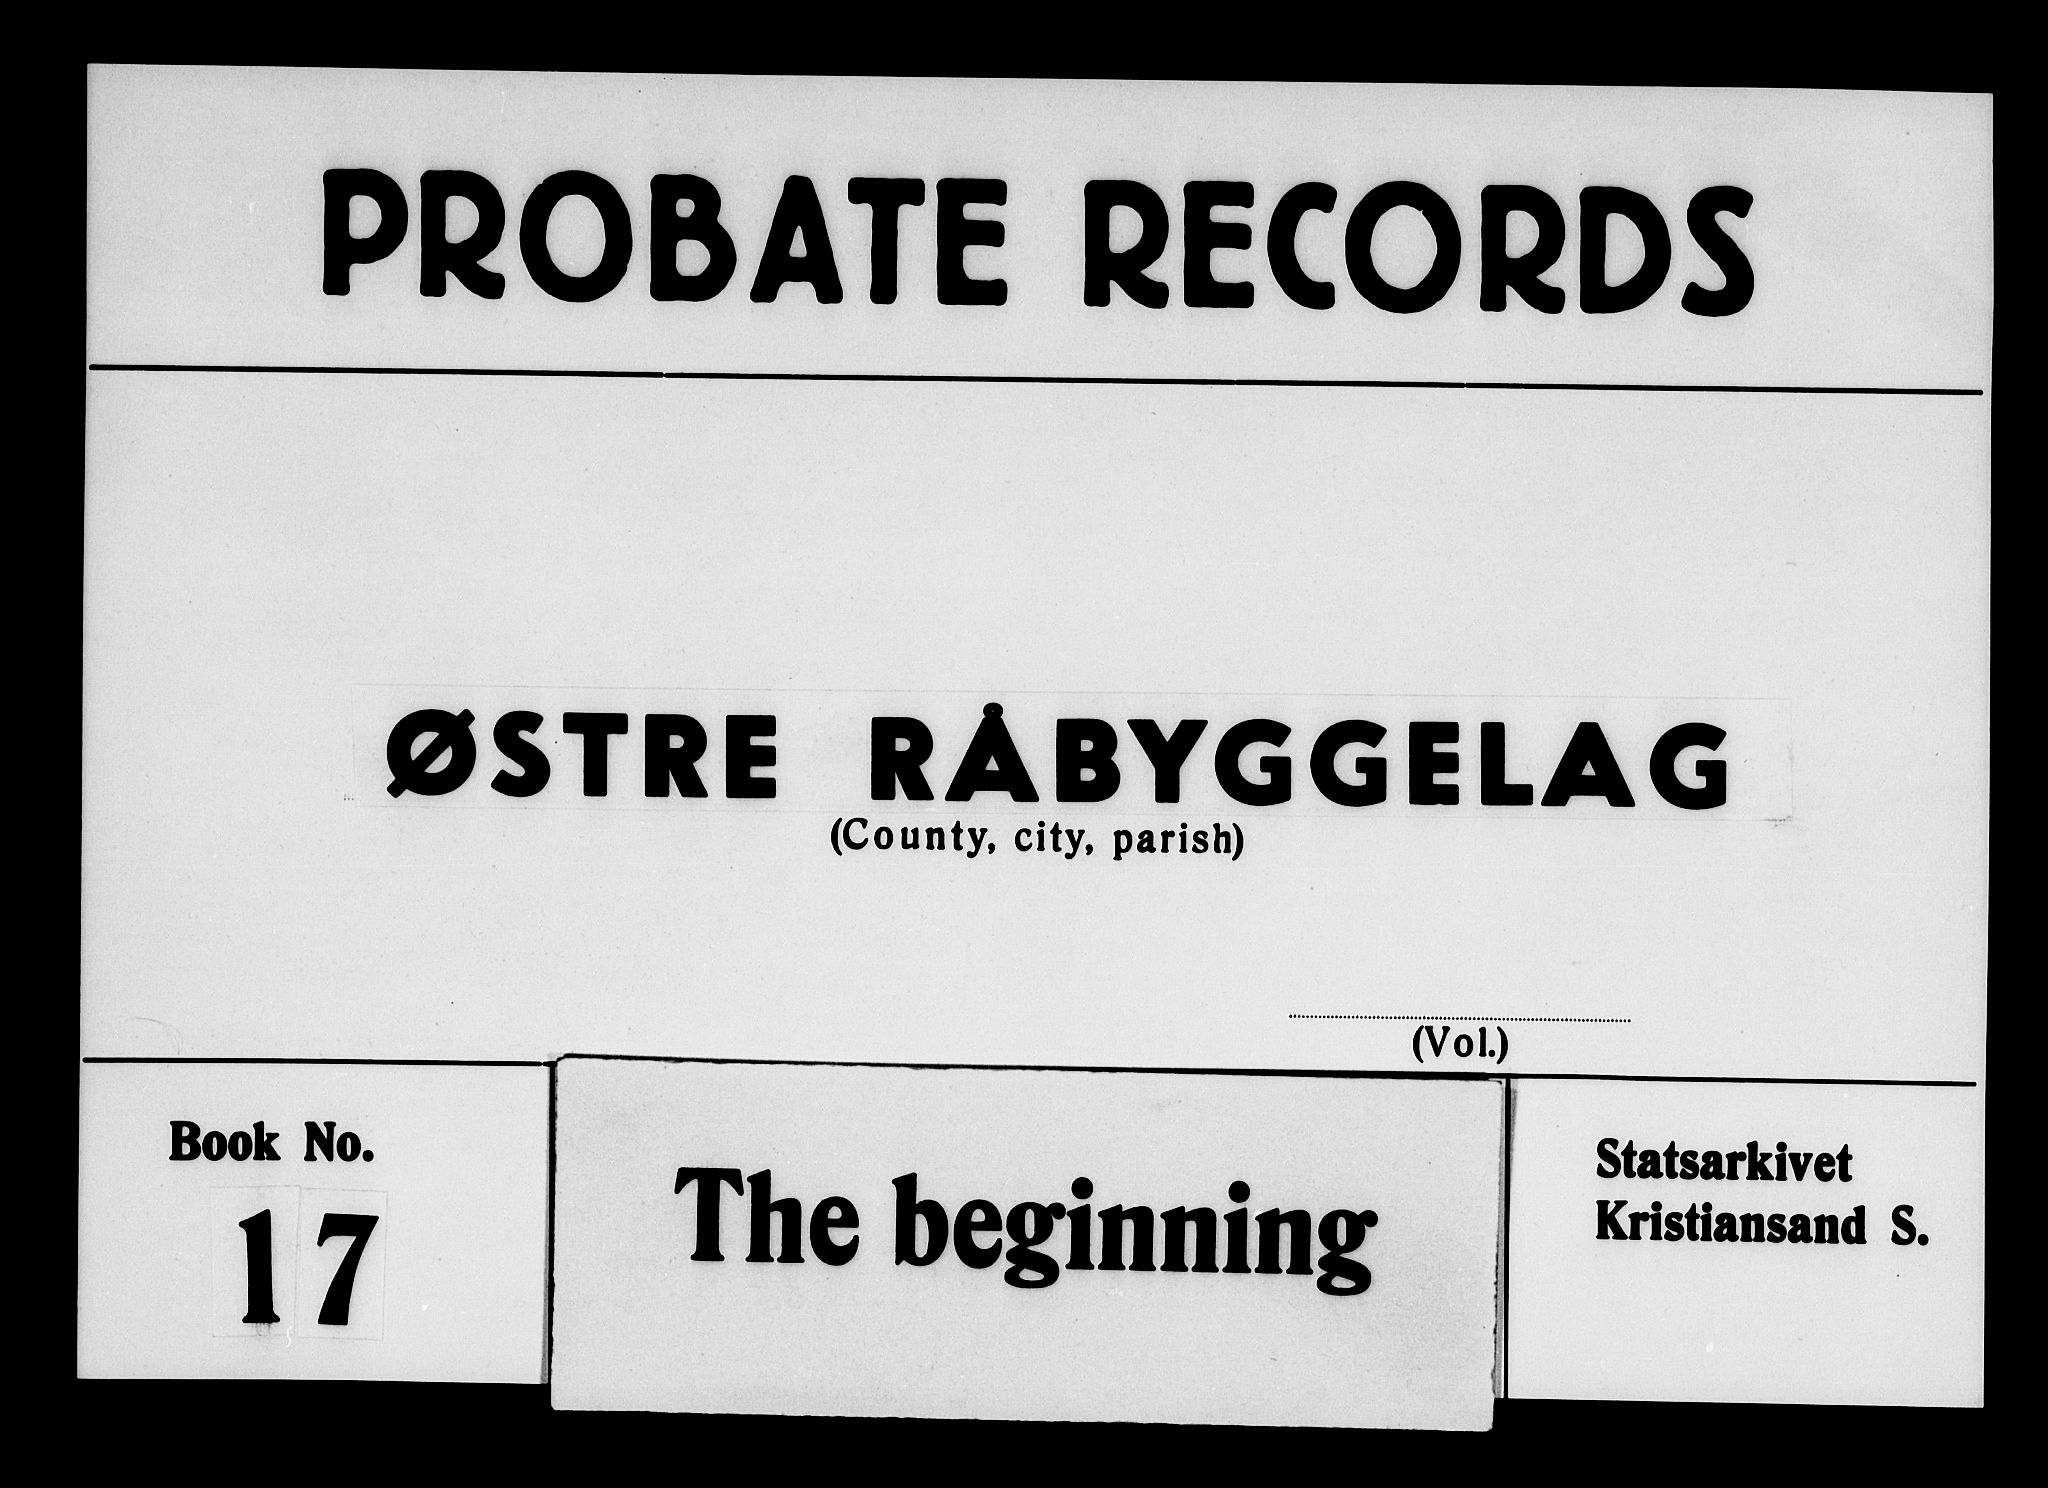 PROBATE RECORDS
ØSTRE RÅBYGGELAG
(County, city, parish)
(Vol.)
Book No.
17
The beginning
Statsarkivet
Kristiansand S.